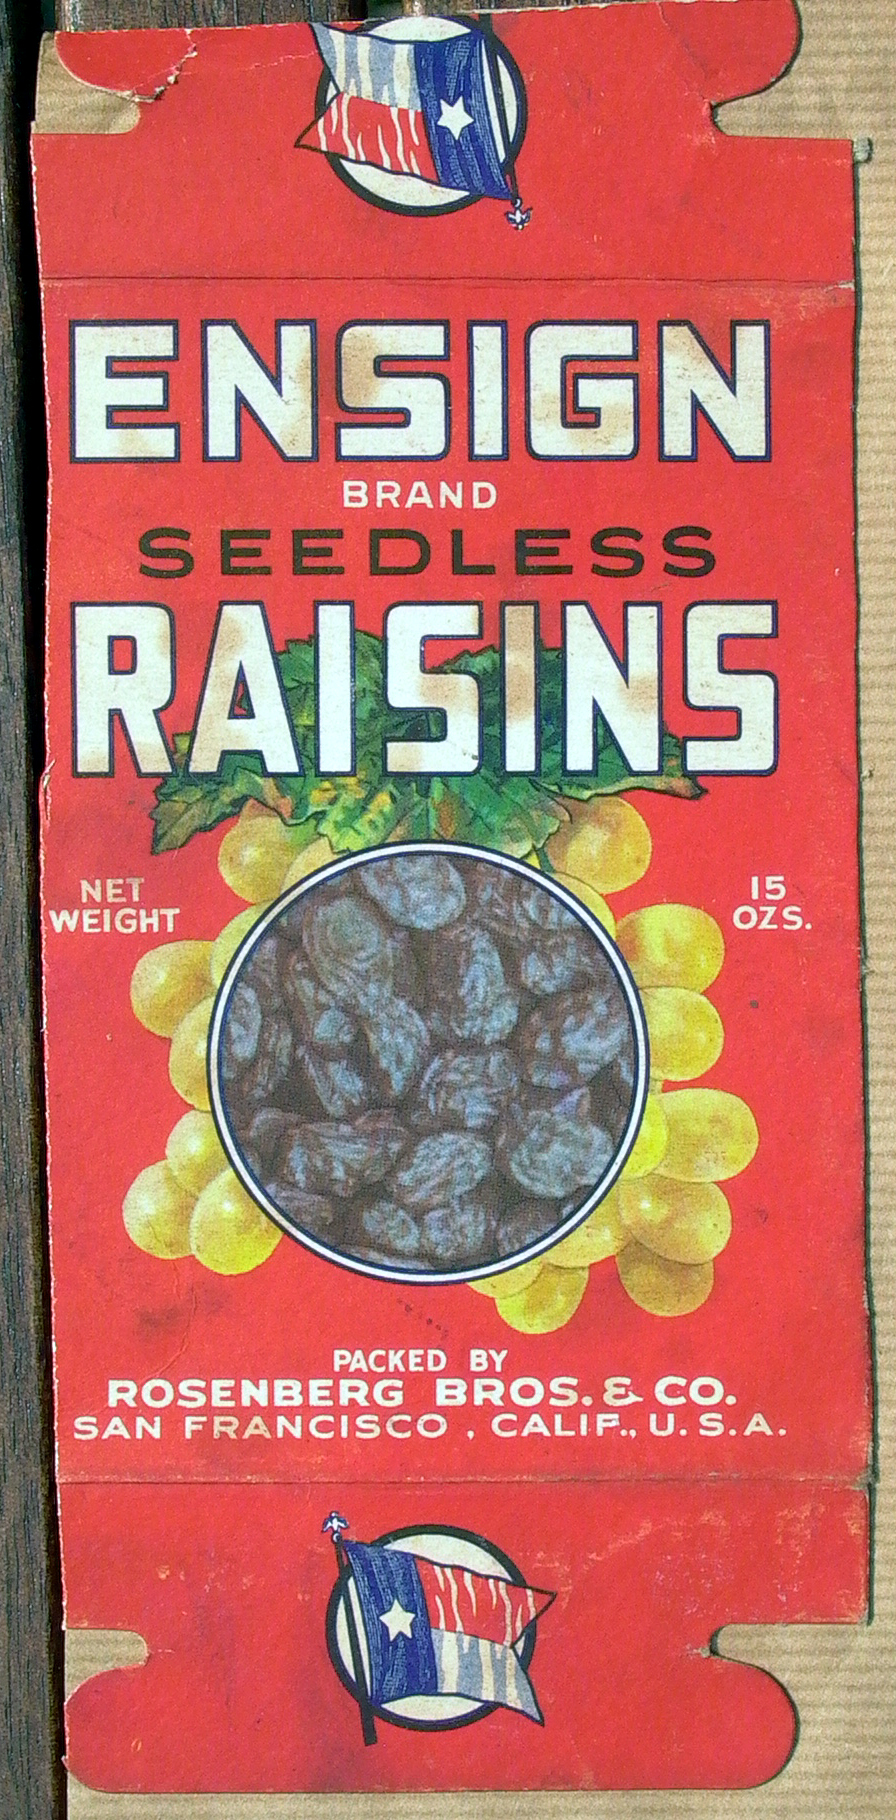 ENSIGN
BRAND
SEEDLESS
RAISINS
NET WEIGHT
15 OZS.
PACKED BY
ROSENBERG BROS. & CO.
SAN FRANCISCO, CALIF., U.S.A.